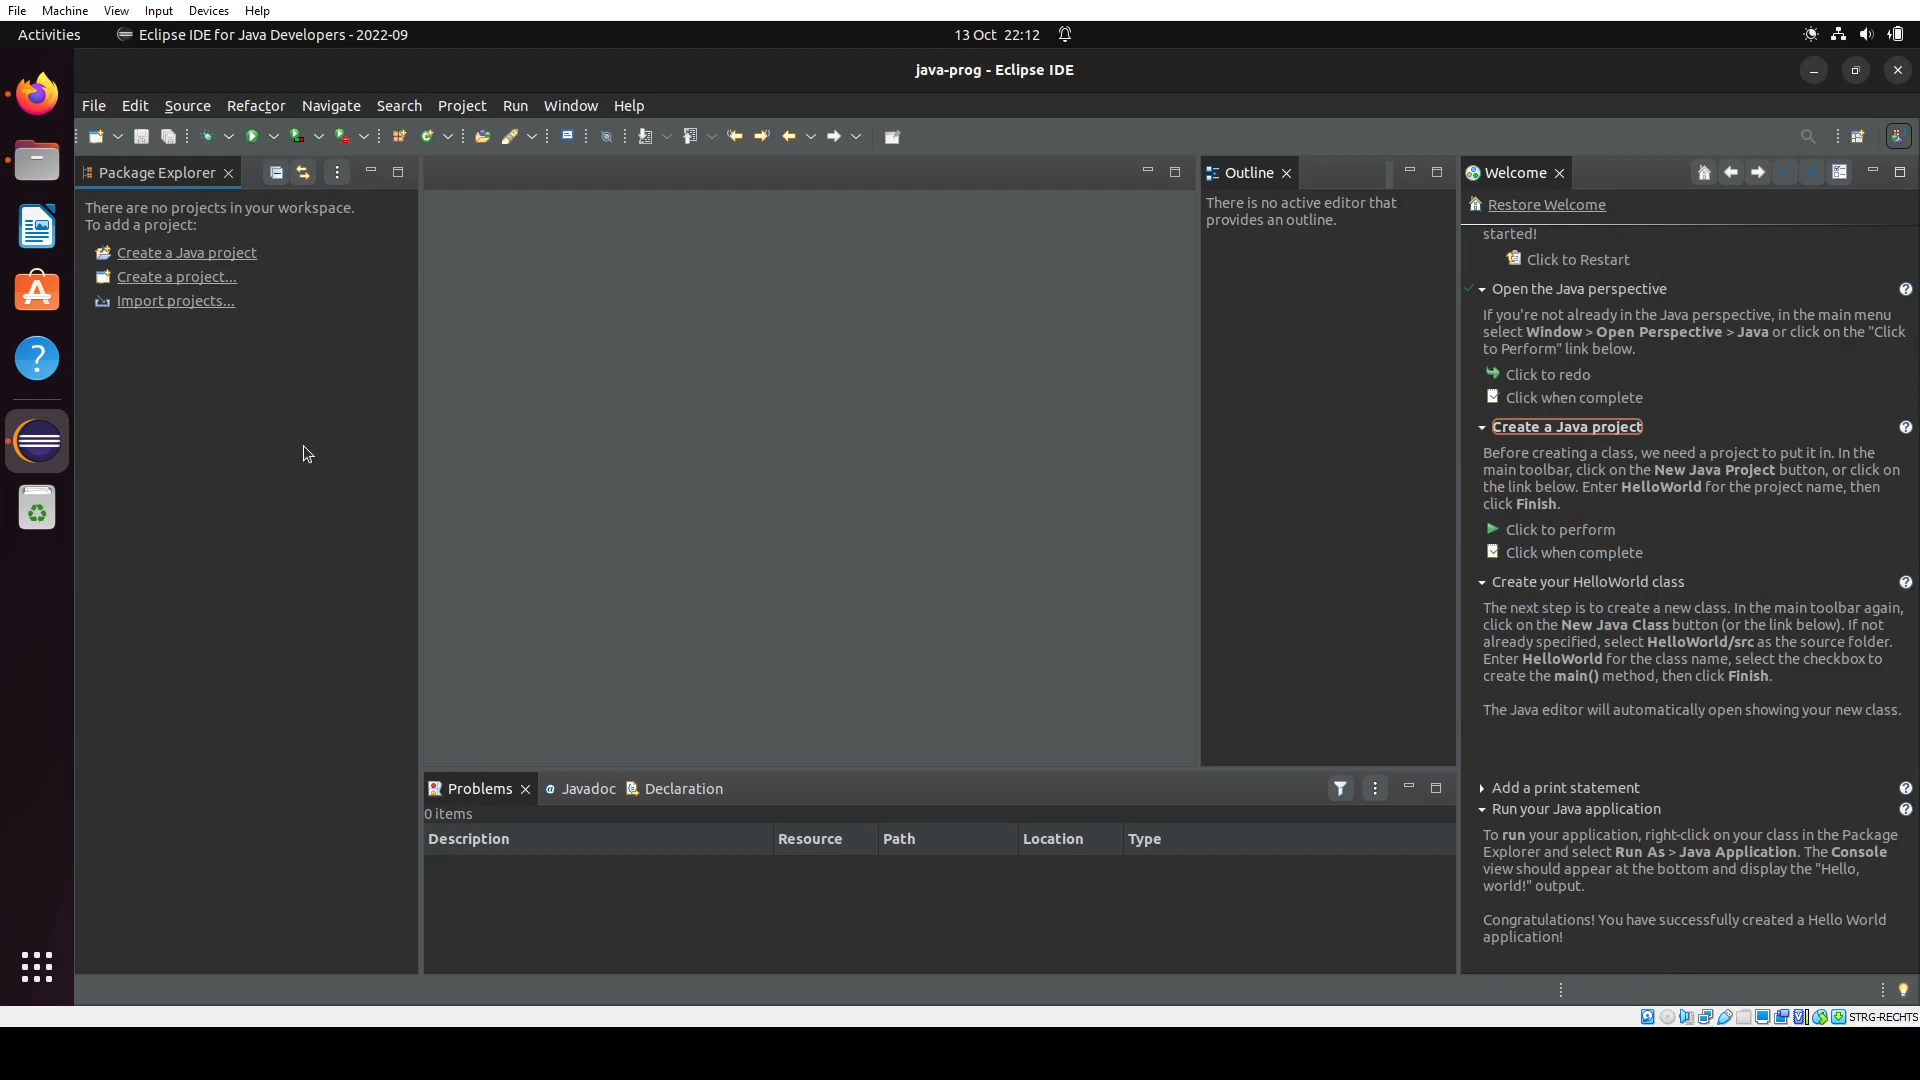 File Machine View Input Devices Help
Activities Eclipse IDE for Java Developers - 2022-09 13 Oct 22:12
java-prog - Eclipse IDE
File Edit Source Refactor Navigate Search Project Run Window Help
Package Explorer
There are no projects in your workspace.
To add a project:
Create a Java project
Create a project...
Import projects...
Outline
There is no active editor that
provides an outline.
Welcome
Restore Welcome
started!
Click to Restart
Open the Java perspective
If you're not already in the Java perspective, in the main menu
select Window > Open Perspective > Java or click on the "Click
to Perform" link below.
Click to redo
Click when complete
Create a Java project
Before creating a class, we need a project to put it in. In the
main toolbar, click on the New Java Project button, or click on
the link below. Enter HelloWorld for the project name, then
click Finish.
Click to perform
Click when complete
Create your HelloWorld class
The next step is to create a new class. In the main toolbar again,
click on the New Java Class button (or the link below). If not
already specified, select HelloWorld/src as the source folder.
Enter HelloWorld for the class name, select the checkbox to
create the main() method, then click Finish.
The Java editor will automatically open showing your new class.
Add a print statement
Run your Java application
To run your application, right-click on your class in the Package
Explorer and select Run As > Java Application. The Console
view should appear at the bottom and display the "Hello,
world!" output.
Congratulations! You have successfully created a Hello World
application!
Problems Javadoc Declaration
0 items
Description Resource Path Location Type
STRG-RECHTS